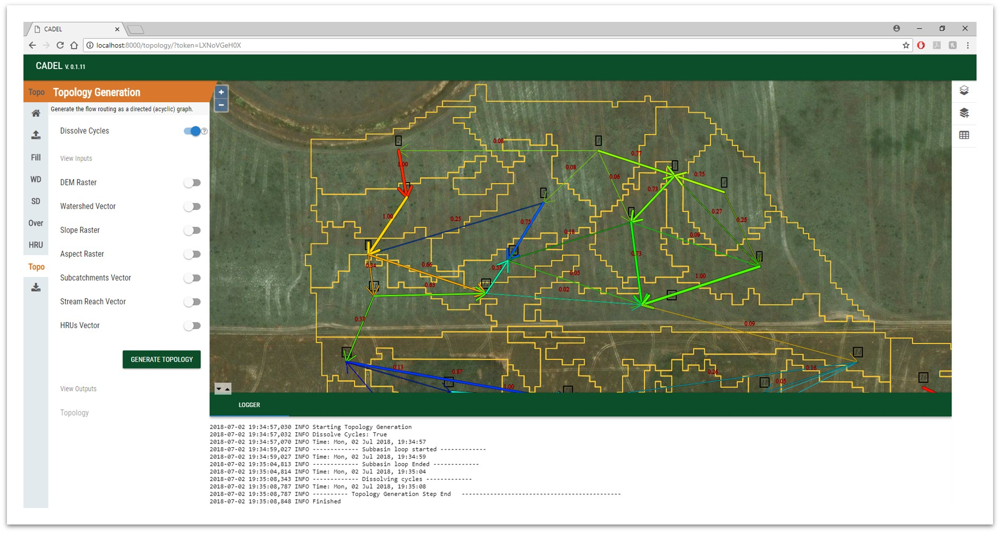 CADEL
localhost:8000/topology/?token=LXNoVGeH0X
CADEL V. 0.1.11
Topo Topology Generation
Generate the flow routing as a directed (acyclic) graph.
Dissolve Cycles ?
View Inputs
Fill
WD
DEM Raster
SD
Watershed Vector
Over
Slope Raster
HRU
Aspect Raster
Topo
Subcatchments Vector
Stream Reach Vector
HRUs Vector
GENERATE TOPOLOGY
View Outputs
Topology
+
−
2
0.08
1
0.77
1.00
0.08
0.06
0.75
0.73
1.00
0.25
0.75
0.18
0.27
0.25
0.09
0.34
0.66
0.53
0.05
0.73
1.00
0.63
0.02
0.37
0.09
14
0.13
0.87
1.00
0.26
0.16
0.05
18
16
LOGGER
2018-07-02 19:34:57,030 INFO Starting Topology Generation
2018-07-02 19:34:57,032 INFO Dissolve Cycles: True
2018-07-02 19:34:57,070 INFO Time: Mon, 02 Jul 2018, 19:34:57
2018-07-02 19:34:59,027 INFO ------------- Subbasin loop started -------------
2018-07-02 19:34:59,027 INFO Time: Mon, 02 Jul 2018, 19:34:59
2018-07-02 19:35:04,813 INFO ------------- Subbasin loop Ended -------------
2018-07-02 19:35:04,814 INFO Time: Mon, 02 Jul 2018, 19:35:04
2018-07-02 19:35:08,343 INFO ------------- Dissolving cycles -------------
2018-07-02 19:35:08,787 INFO Time: Mon, 02 Jul 2018, 19:35:08
2018-07-02 19:35:08,787 INFO ---------- Topology Generation Step End ---------------------------------------------
2018-07-02 19:35:08,848 INFO Finished